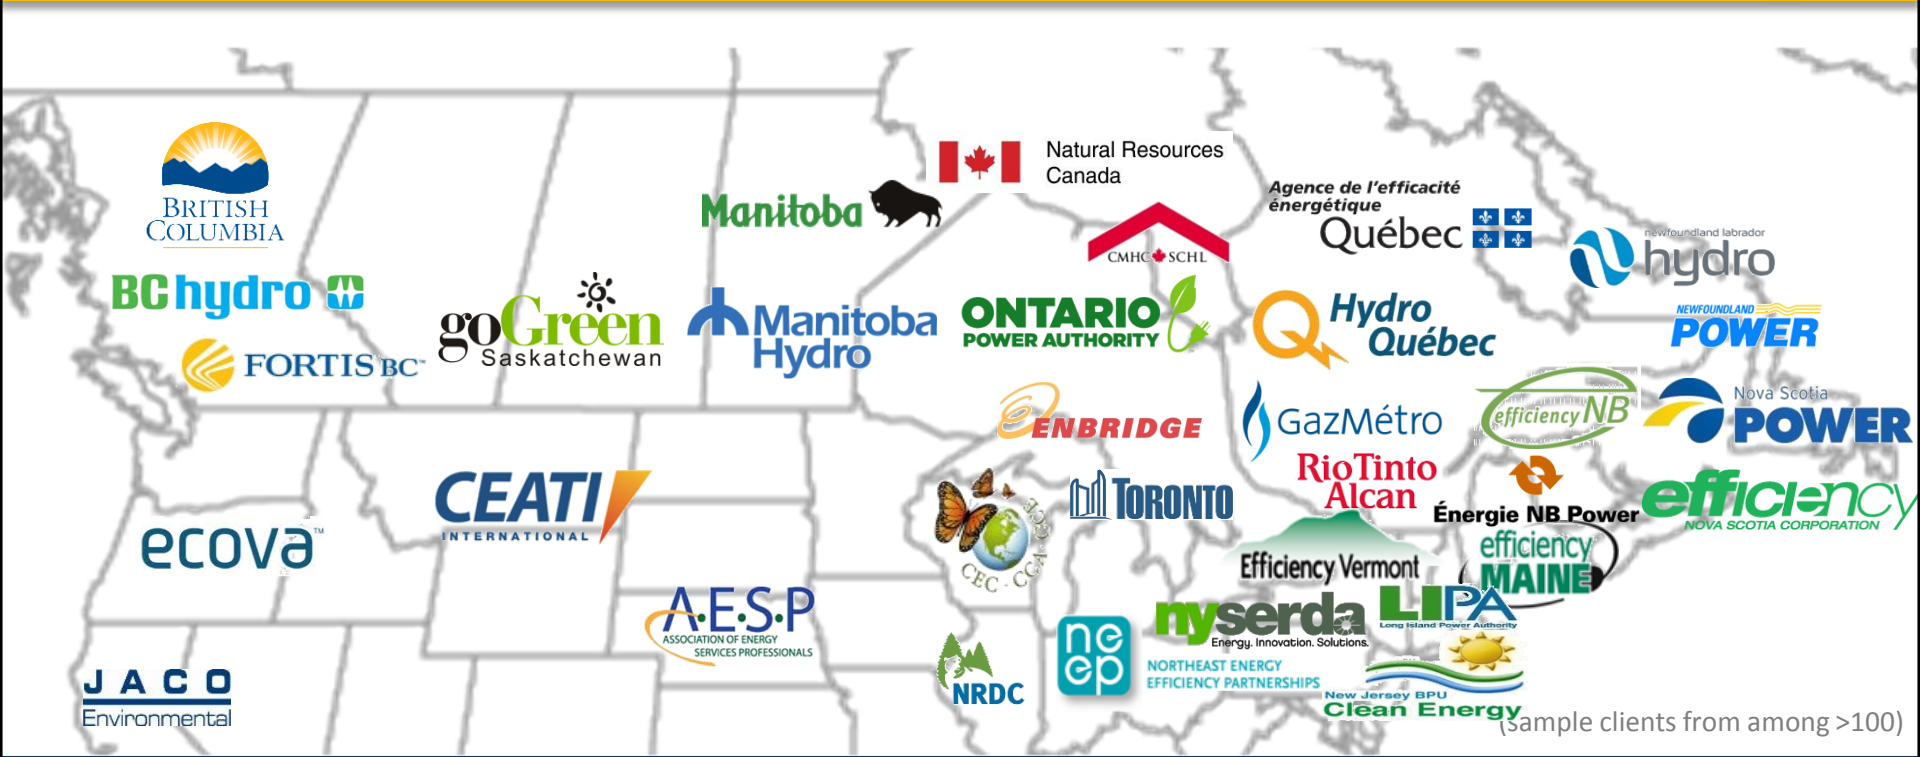 BRITISH
COLUMBIA
BC hydro
FORTIS BC™
goGreen
Saskatchewan
Manitoba
Manitoba
Hydro
Natural Resources
Canada
CMHC SCHL
ONTARIO
POWER AUTHORITY
Agence de l'efficacité
énergétique
Québec
Hydro
Québec
newfoundland labrador
hydro
NEWFOUNDLAND
POWER
ENBRIDGE
GazMétro
efficiency NB
Nova Scotia
POWER
RioTinto
Alcan
TORONTO
Énergie NB Power
efficiency
NOVA SCOTIA CORPORATION
ecova™
CEATI
INTERNATIONAL
CEC · CCA
Efficiency Vermont
efficiency
MAINE
A·E·S·P
ASSOCIATION OF ENERGY
SERVICES PROFESSIONALS
nyserda
Energy. Innovation. Solutions.
LIPA
Long Island Power Authority
JACO
Environmental
NRDC
ne
ep
NORTHEAST ENERGY
EFFICIENCY PARTNERSHIPS
New Jersey BPU
Clean Energy
(sample clients from among >100)